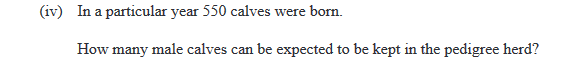 (iv) In a particular year 550 calves were born.
How many male calves can be expected to be kept in the pedigree herd?